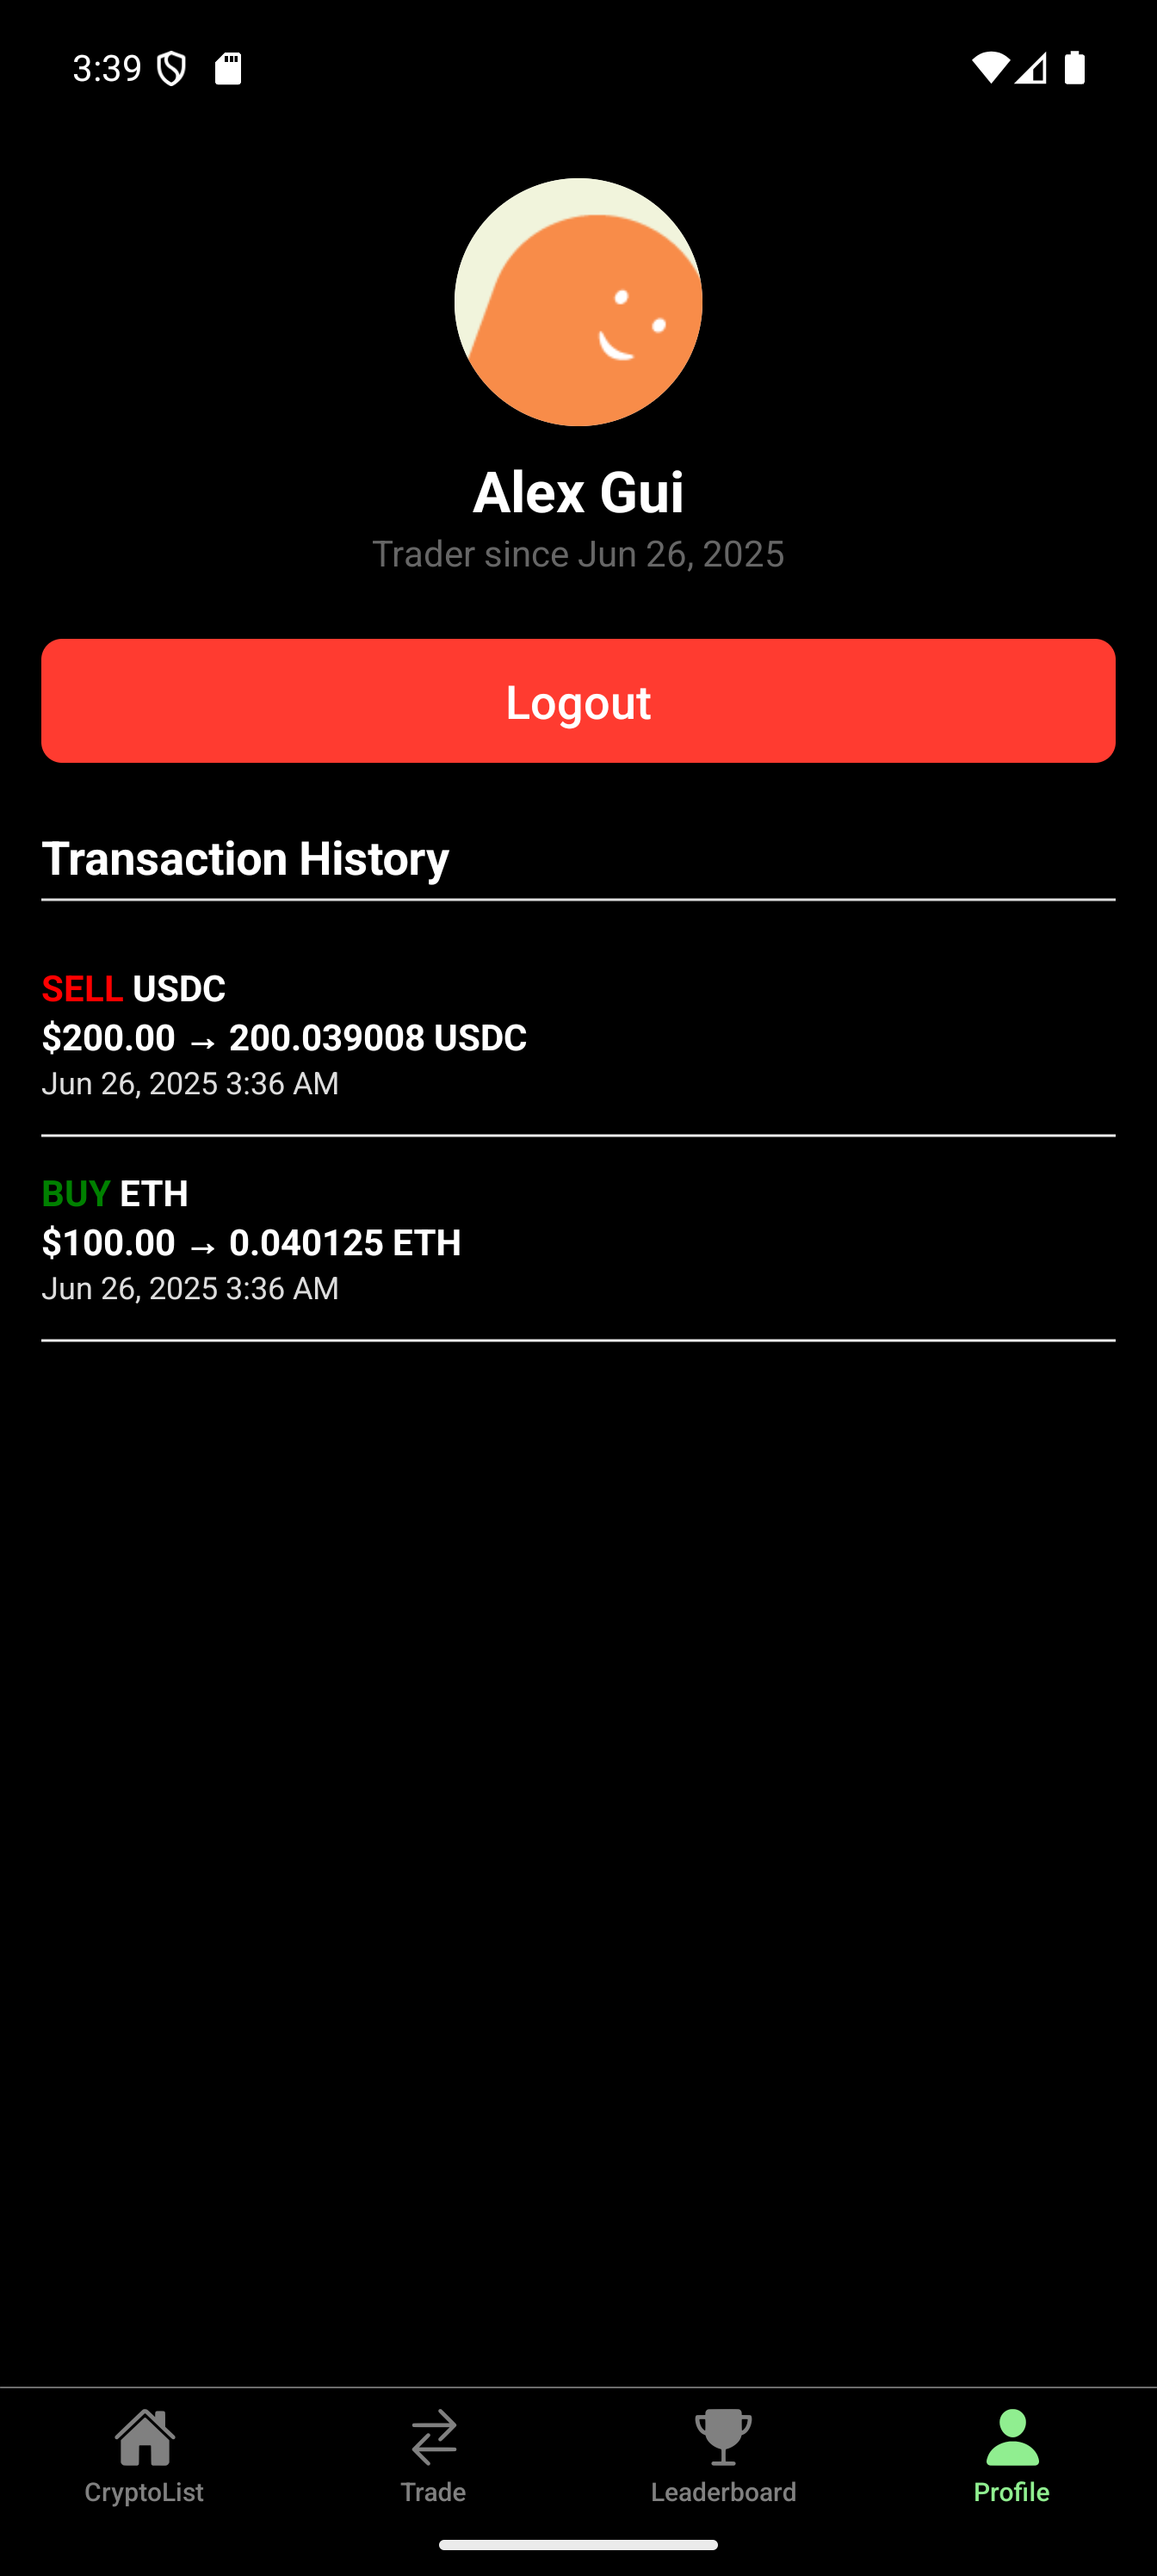 3:39
Alex Gui
Trader since Jun 26, 2025
Logout
Transaction History
SELL USDC
$200.00 → 200.039008 USDC
Jun 26, 2025 3:36 AM
BUY ETH
$100.00 → 0.040125 ETH
Jun 26, 2025 3:36 AM
CryptoList Trade Leaderboard Profile